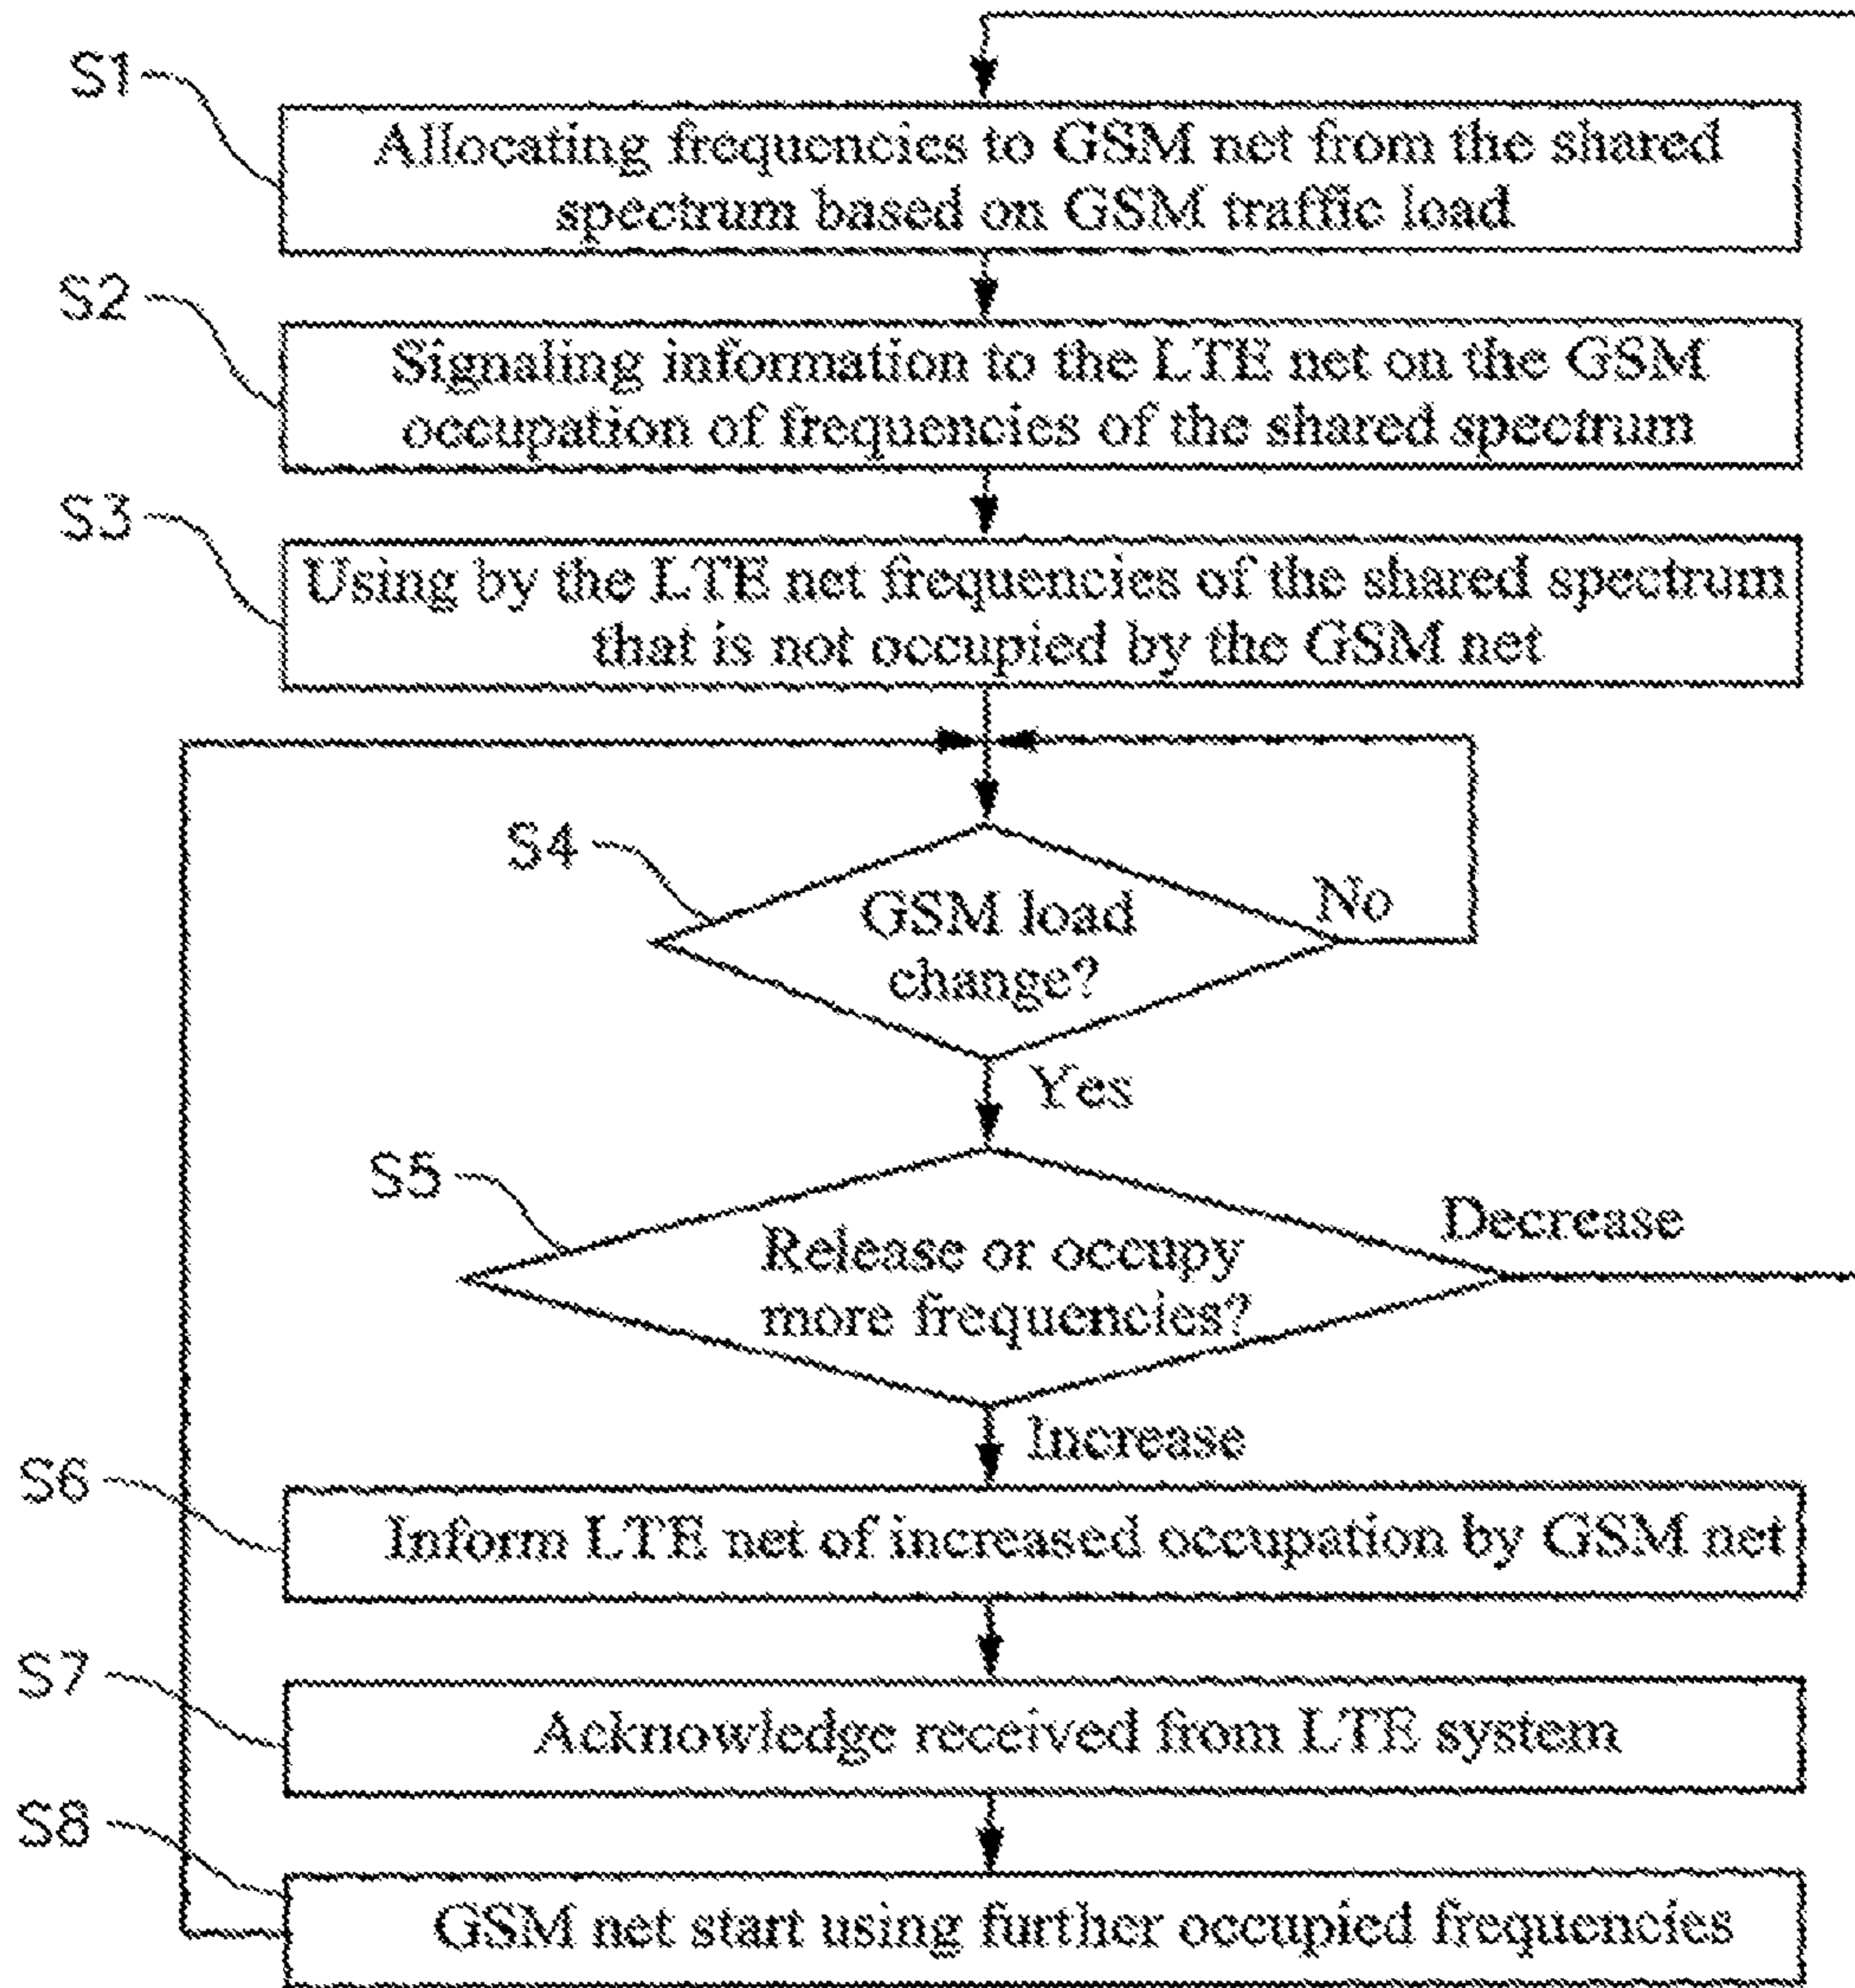 S1
Allocating frequencies to GSM net from the shared
spectrum based on GSM traffic load
S2
Signaling information to the LTE net on the GSM
occupation of frequencies of the shared spectrum
S3
Using by the LTE net frequencies of the shared spectrum
that is not occupied by the GSM net
S4
GSM load
change?
No
Yes
S5
Release or occupy
more frequencies?
Decrease
Increase
S6
Inform LTE net of increased occupation by GSM net
S7
Acknowledge received from LTE system
S8
GSM net start using further occupied frequencies